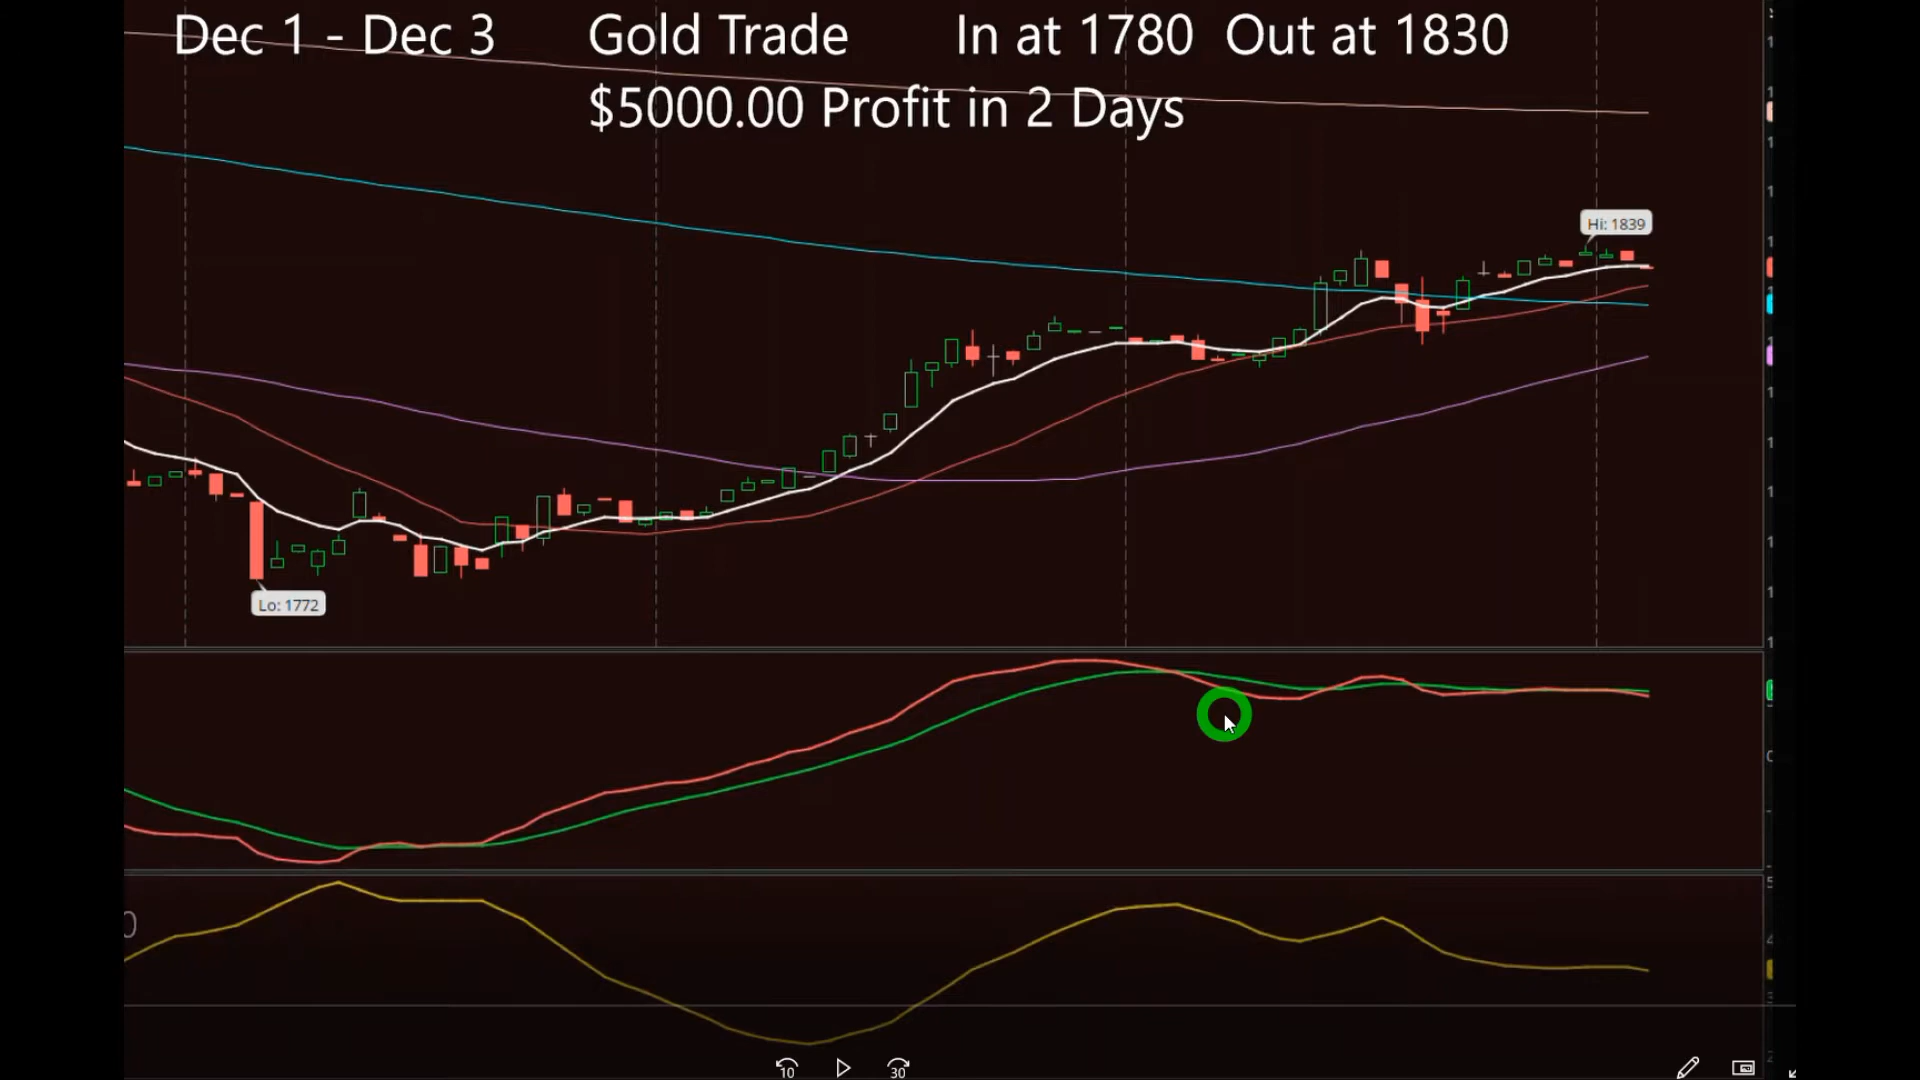 Dec 1 - Dec 3 Gold Trade In at 1780 Out at 1830
$5000.00 Profit in 2 Days
Hi: 1839
Lo: 1772
10
30